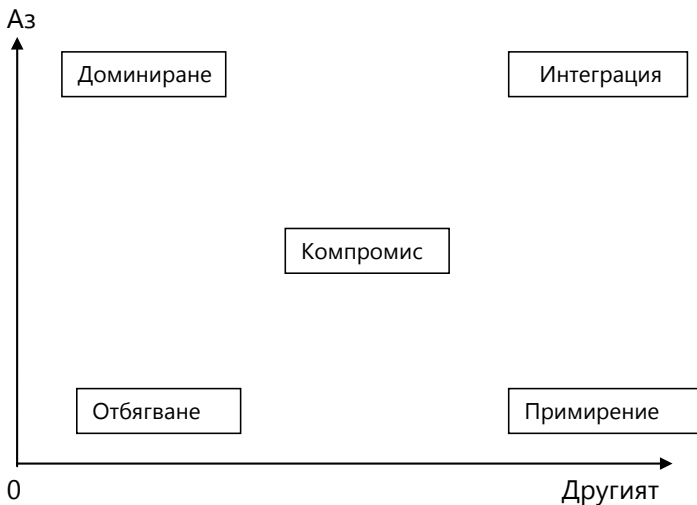 Аз
Доминиране
Интеграция
Компромис
Отбягване
Примирение
0
Другият